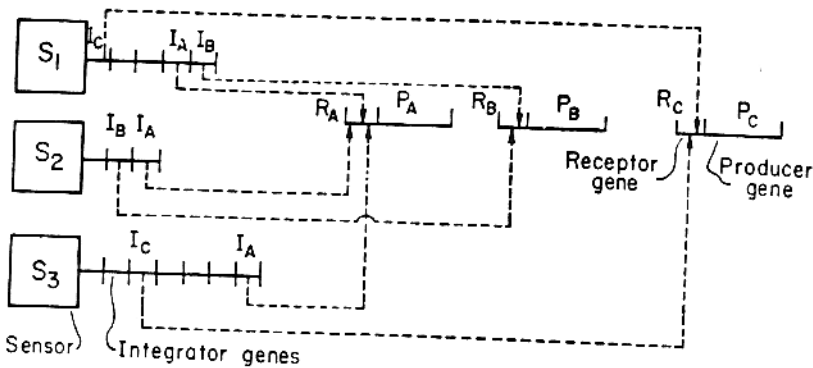 S1 IC IA IB
RA PA RB PB RC PC
S2 IB IA
Receptor gene
Producer gene
S3 IC IA
Sensor
Integrator genes